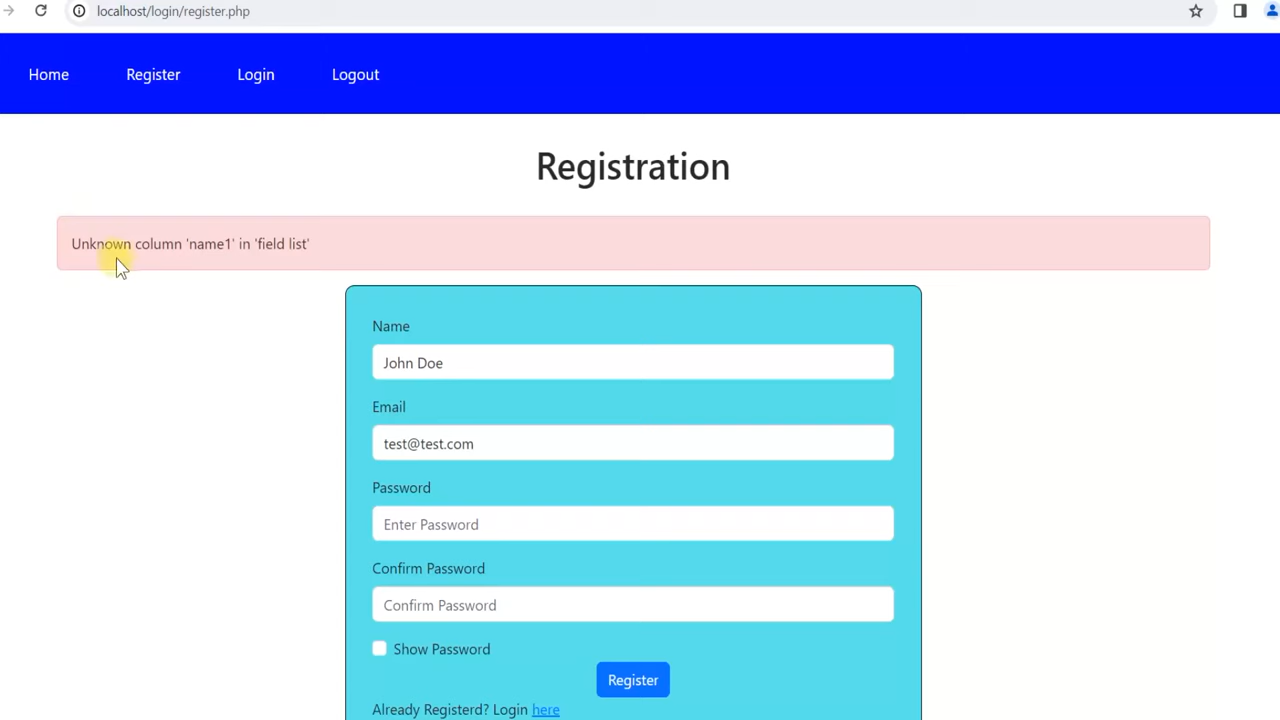 localhost/login/register.php
Home Register Login Logout
Registration
Unknown column 'name1' in 'field list'
Name
John Doe
Email
test@test.com
Password
Enter Password
Confirm Password
Confirm Password
Show Password
Register
Already Registerd? Login here